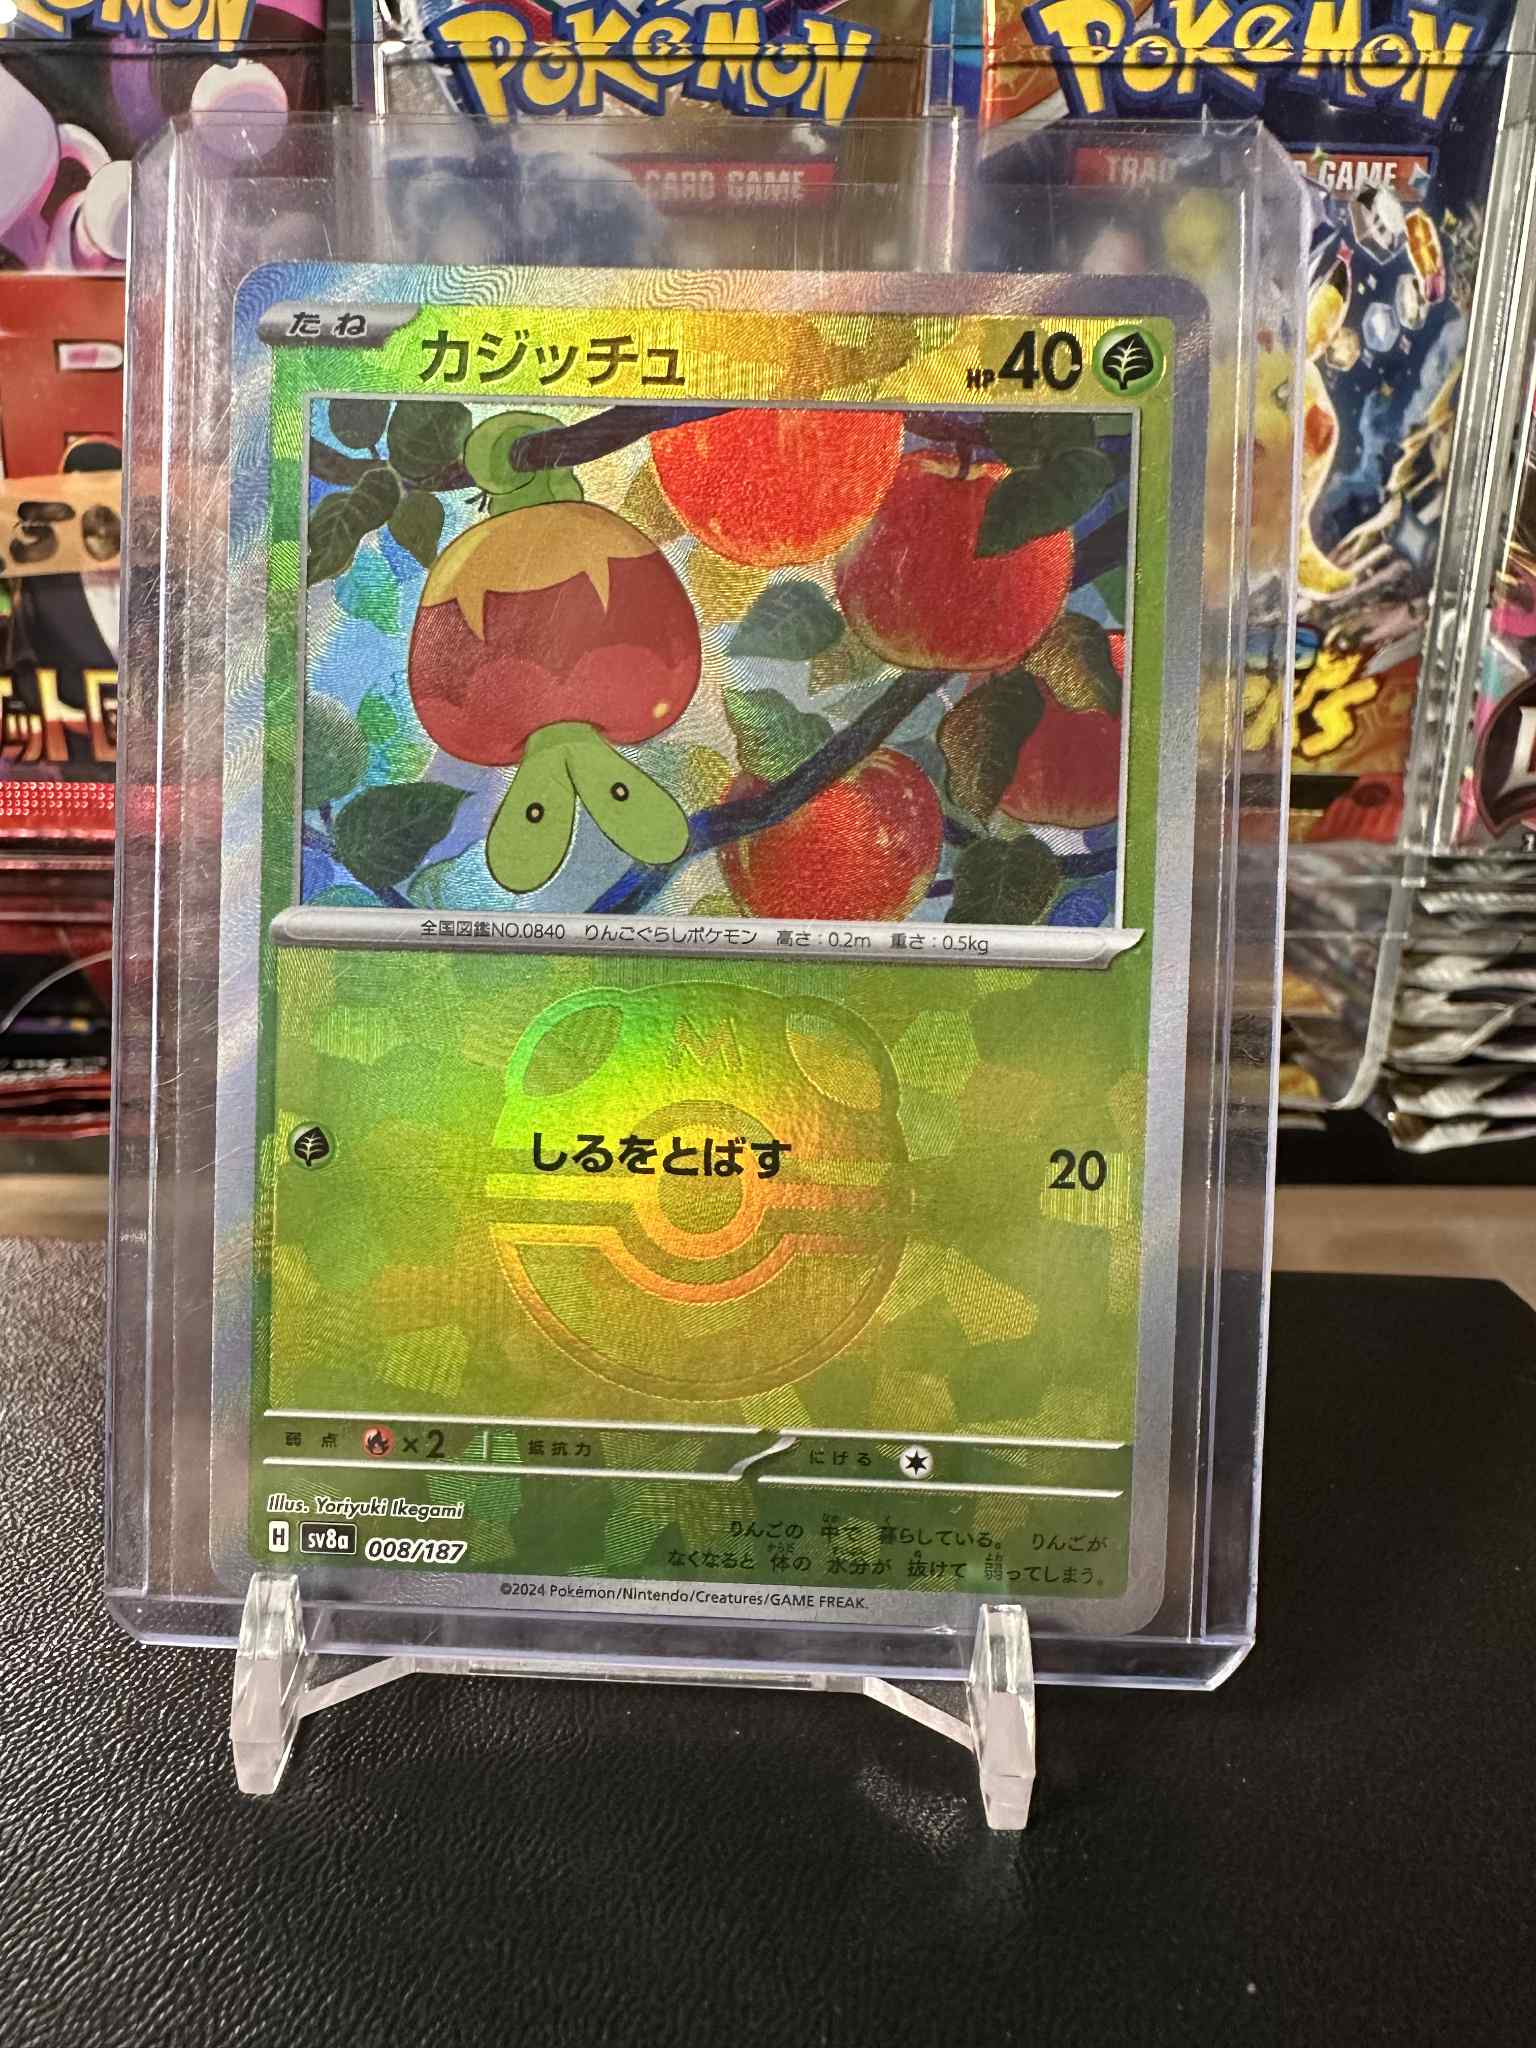 POKéMON
POKéMON
CARD GAME
GAME
50
たね
カジッチュ
HP 40
全国図鑑NO.0840 りんごぐらしポケモン 高さ:0.2m 重さ:0.5kg
M
しるをとばす 20
弱点 ×2 抵抗力 にげる
Illus. Yoriyuki Ikegami
H sv8a 008/187
りんごの 中で 暮らしている。 りんごが
なくなると 体の 水分が 抜けて 弱ってしまう。
©2024 Pokémon/Nintendo/Creatures/GAME FREAK.